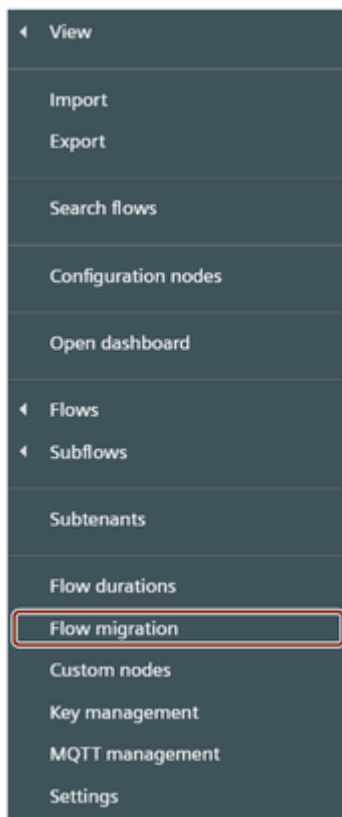 View
Import
Export
Search flows
Configuration nodes
Open dashboard
Flows
Subflows
Subtenants
Flow durations
Flow migration
Custom nodes
Key management
MQTT management
Settings